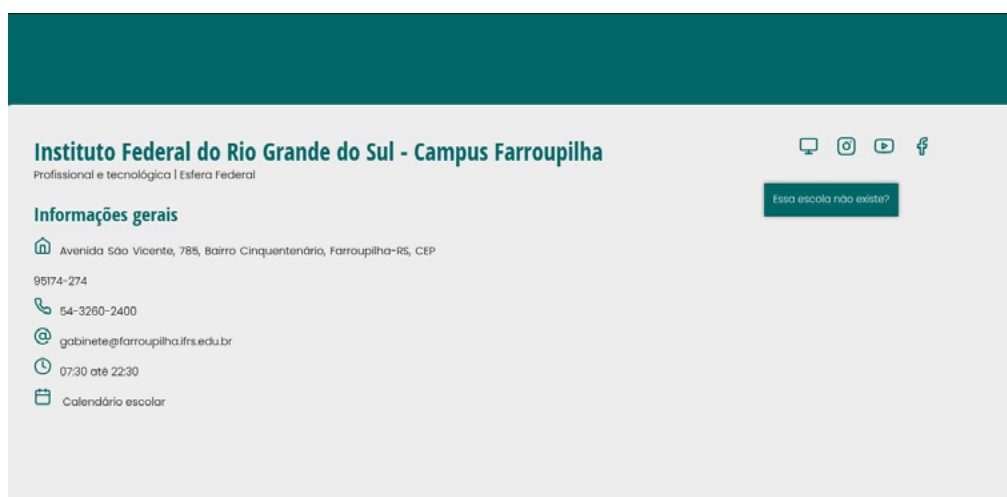 Instituto Federal do Rio Grande do Sul - Campus Farroupilha
Profissional e tecnológica | Esfera Federal
Essa escola não existe?
Informações gerais
Avenida São Vicente, 785, Bairro Cinquentenário, Farroupilha-RS, CEP
95174-274
54-3260-2400
gabinete@farroupilha.ifrs.edu.br
07:30 até 22:30
Calendário escolar